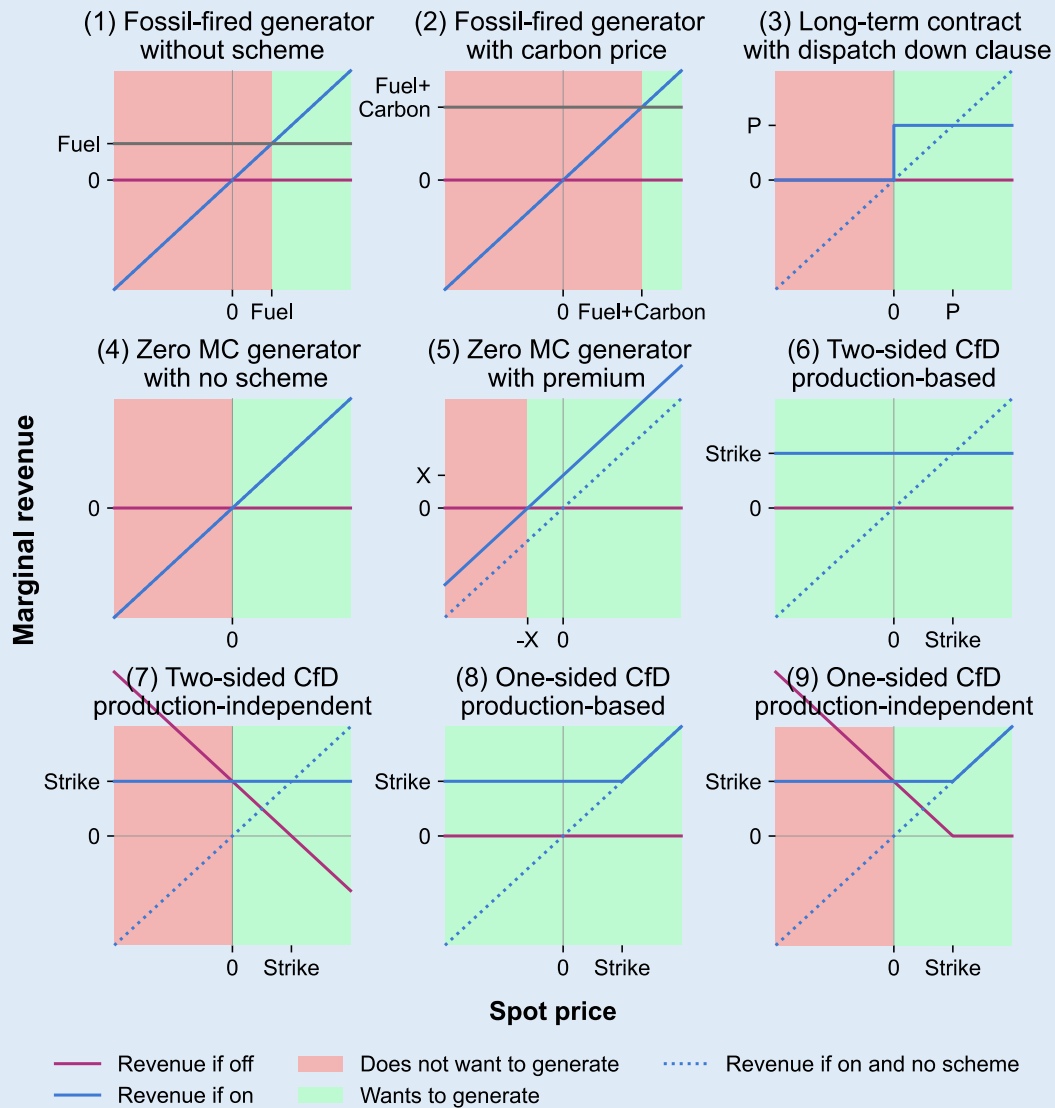 (1) Fossil-fired generator
without scheme
Fuel
0
0 Fuel
(2) Fossil-fired generator
with carbon price
Fuel+
Carbon
0
0 Fuel+Carbon
(3) Long-term contract
with dispatch down clause
P
0
0 P
(4) Zero MC generator
with no scheme
0
0
(5) Zero MC generator
with premium
X
0
-X 0
(6) Two-sided CfD
production-based
Strike
0
0 Strike
(7) Two-sided CfD
production-independent
Strike
0
0 Strike
(8) One-sided CfD
production-based
Strike
0
0 Strike
(9) One-sided CfD
production-independent
Strike
0
0 Strike
Marginal revenue
Spot price
Revenue if off
Revenue if on
Does not want to generate
Wants to generate
Revenue if on and no scheme